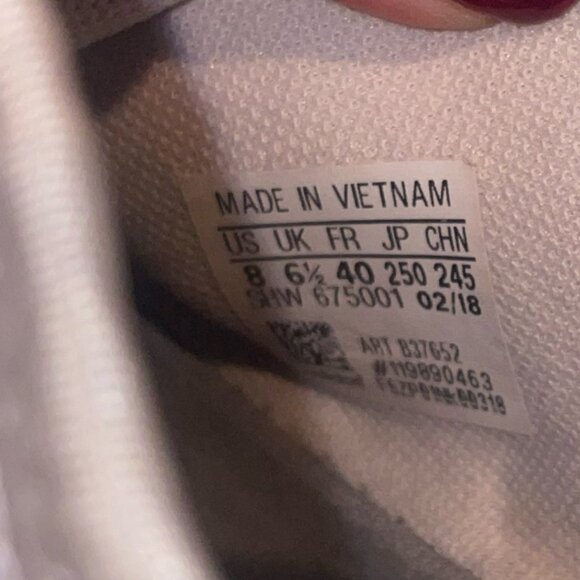 MADE IN VIETNAM
US UK FR JP CHN
8 6½ 40 250 245
SHW 675001 02/18
ART B37652
#119890463